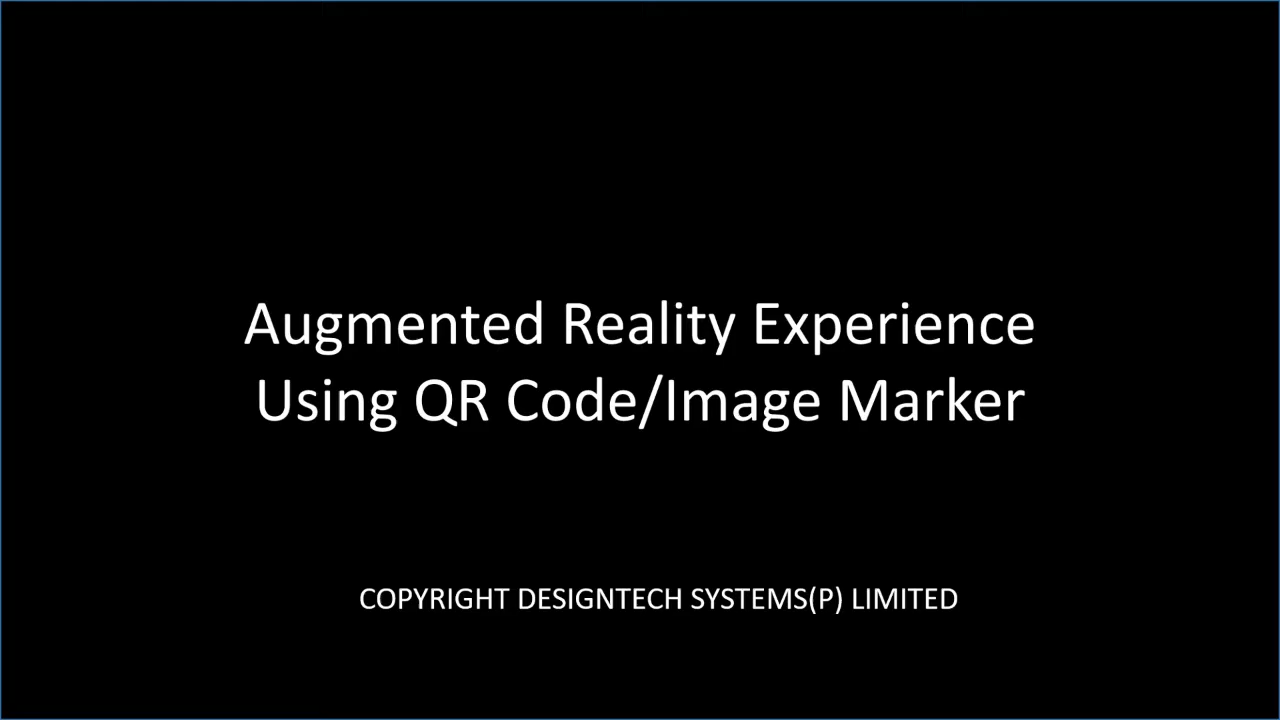 Augmented Reality Experience
Using QR Code/Image Marker
COPYRIGHT DESIGNTECH SYSTEMS(P) LIMITED